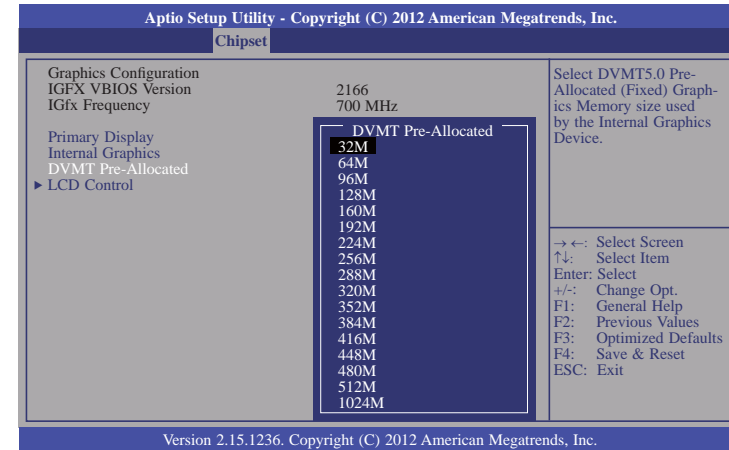 Aptio Setup Utility - Copyright (C) 2012 American Megatrends, Inc.
Chipset
Graphics Configuration
IGFX VBIOS Version 2166
IGfx Frequency 700 MHz
Primary Display
Internal Graphics
DVMT Pre-Allocated
► LCD Control
DVMT Pre-Allocated
32M
64M
96M
128M
160M
192M
224M
256M
288M
320M
352M
384M
416M
448M
480M
512M
1024M
Select DVMT5.0 Pre-
Allocated (Fixed) Graph-
ics Memory size used
by the Internal Graphics
Device.
→←: Select Screen
↑↓: Select Item
Enter: Select
+/-: Change Opt.
F1: General Help
F2: Previous Values
F3: Optimized Defaults
F4: Save & Reset
ESC: Exit
Version 2.15.1236. Copyright (C) 2012 American Megatrends, Inc.